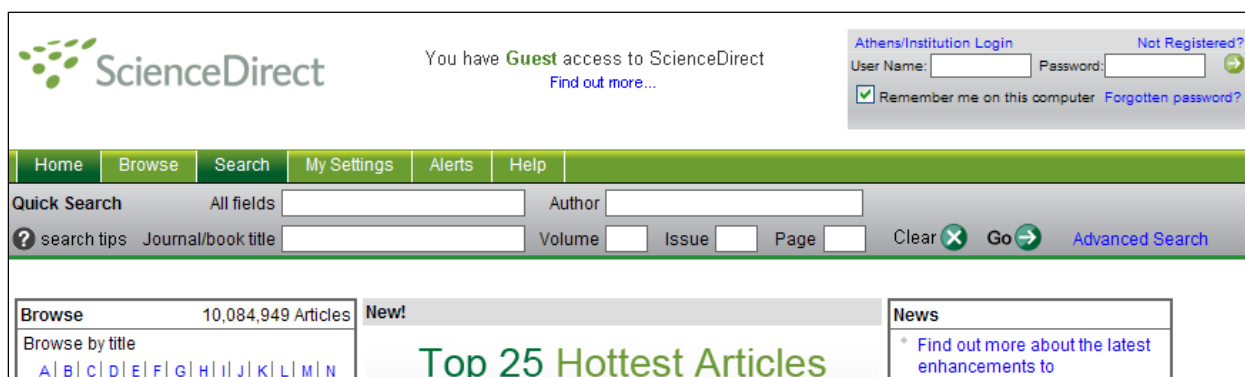 ScienceDirect
You have Guest access to ScienceDirect
Find out more...
Athens/Institution Login Not Registered?
User Name: Password:
Remember me on this computer Forgotten password?
Home Browse Search My Settings Alerts Help
Quick Search All fields Author
? search tips Journal/book title Volume Issue Page Clear Go Advanced Search
Browse 10,084,949 Articles
Browse by title
A | B | C | D | E | F | G | H | I | J | K | L | M | N
New!
Top 25 Hottest Articles
News
Find out more about the latest
enhancements to